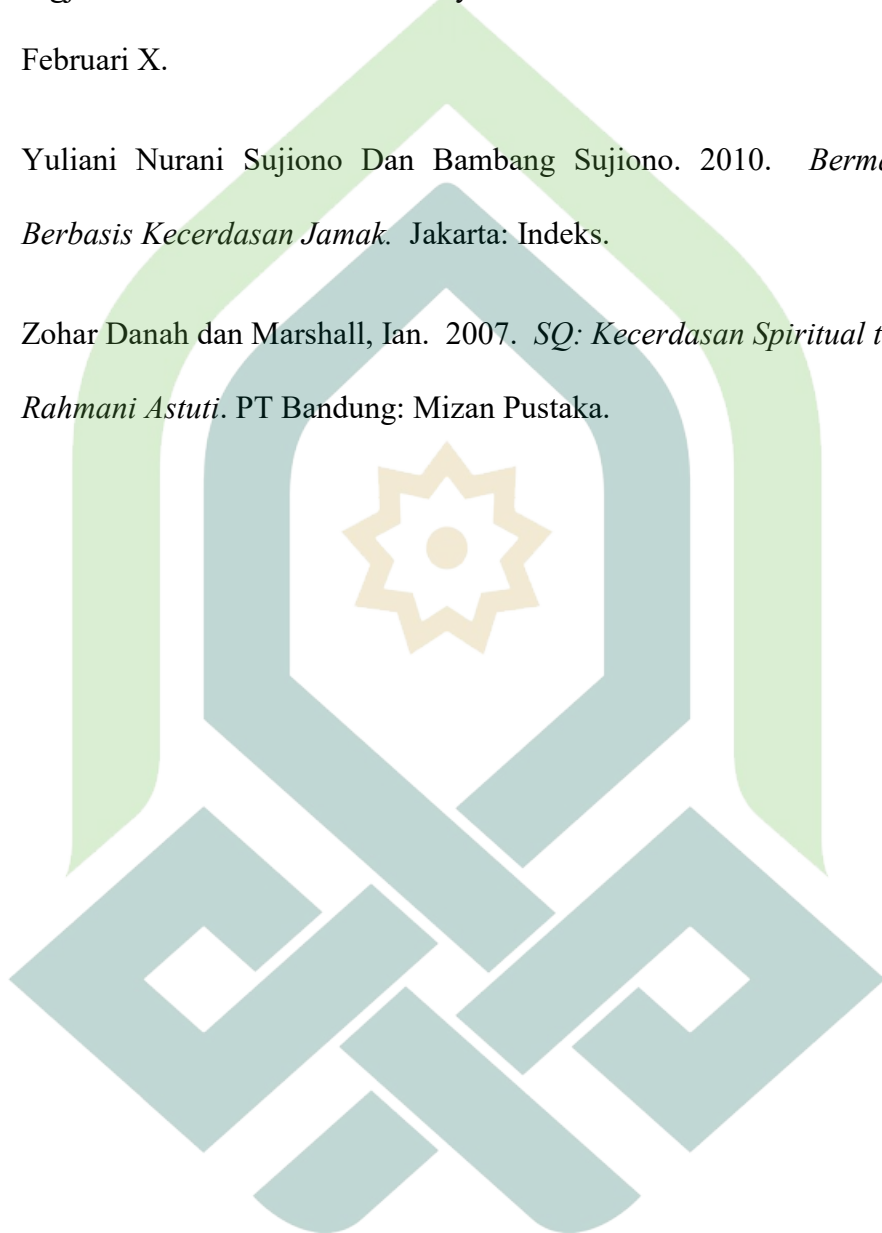 Februari X.
Yuliani Nurani Sujiono Dan Bambang Sujiono. 2010. 
Berbasis Kecerdasan Jamak. Jakarta: Indeks.
Zohar Danah dan Marshall, Ian. 2007. SQ: Kecerdasan Spiritual
Rahmani Astuti. PT Bandung: Mizan Pustaka.